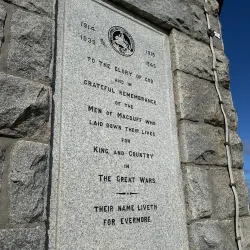 1914 1918
1939 1945
TO THE GLORY OF GOD
AND IN
GRATEFUL REMEMBRANCE
OF THE
MEN OF MACDUFF WHO
LAID DOWN THEIR LIVES
FOR
KING AND COUNTRY
IN
THE GREAT WARS.
THEIR NAME LIVETH
FOR EVERMORE.